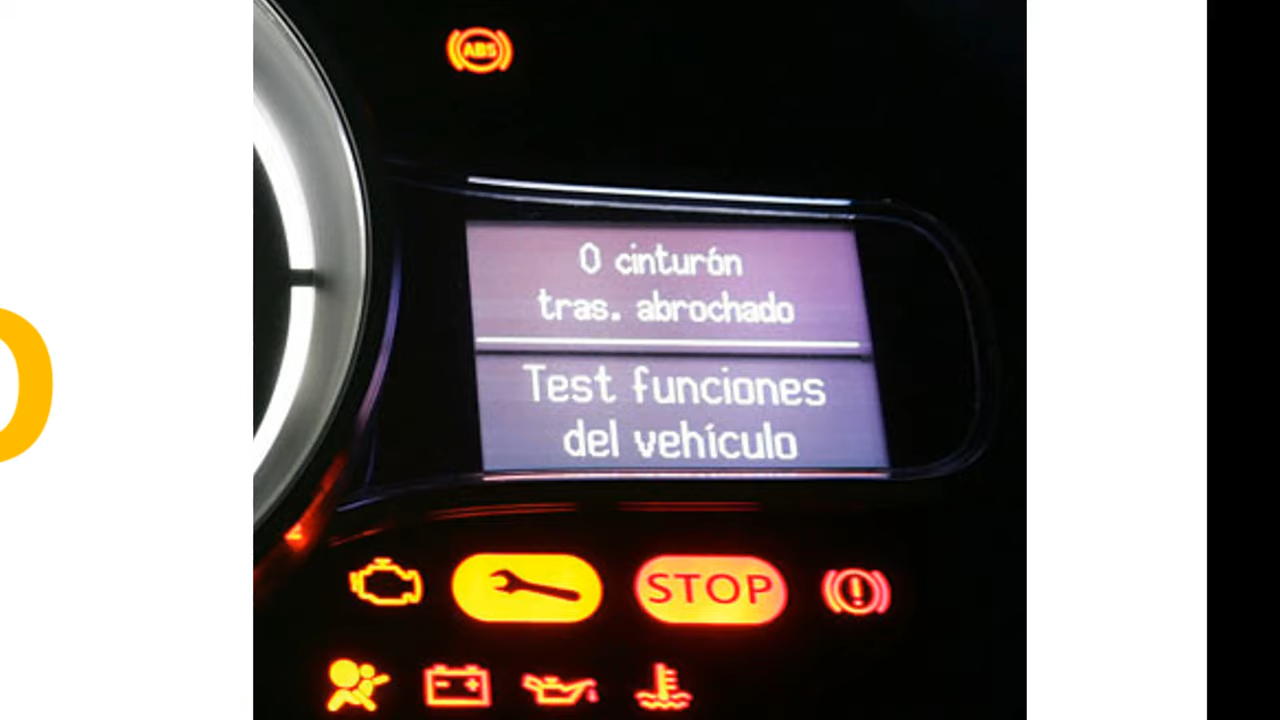 ABS
0 cinturón
tras. abrochado
Test funciones
del vehículo
STOP